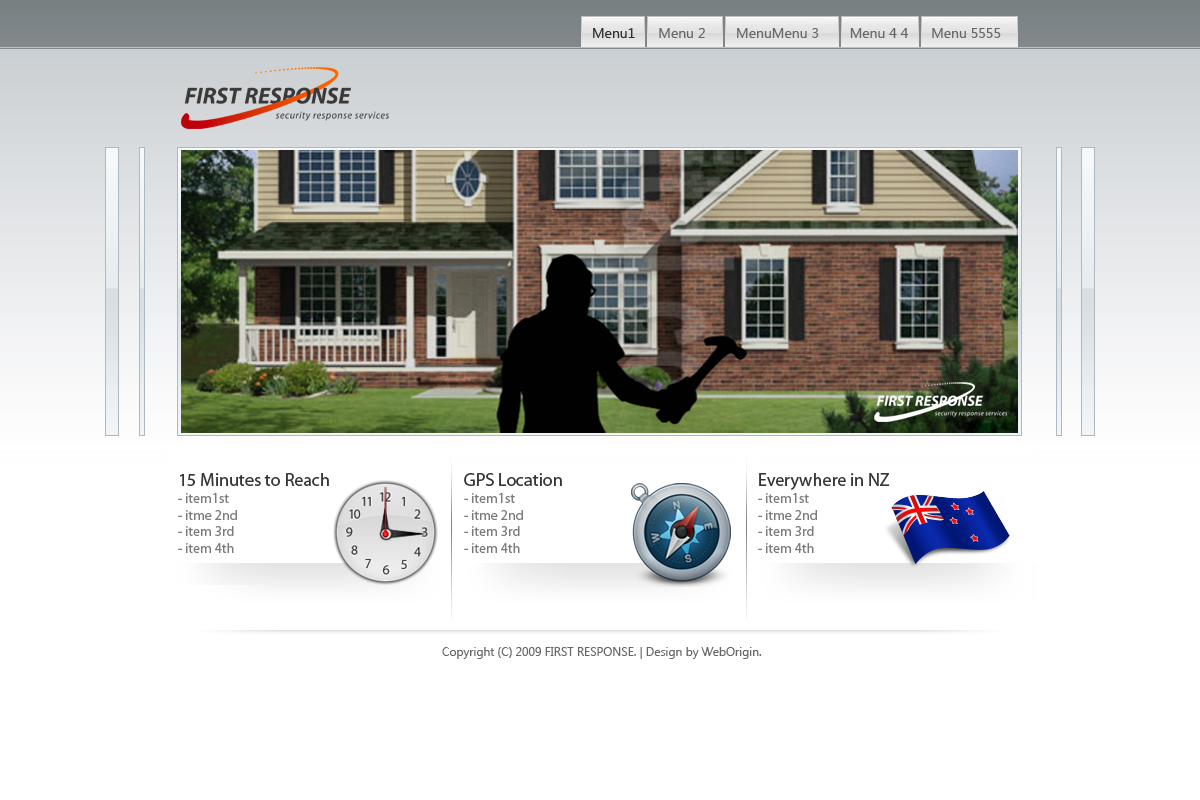 Menu1 Menu 2 MenuMenu 3 Menu 4 4 Menu 5555
FIRST RESPONSE
security response services
FIRST RESPONSE
security response services
15 Minutes to Reach
- item1st
- itme 2nd
- item 3rd
- item 4th
12 1 2 3 4 5 6 7 8 9 10 11
GPS Location
- item1st
- itme 2nd
- item 3rd
- item 4th
N E S W
Everywhere in NZ
- item1st
- itme 2nd
- item 3rd
- item 4th
Copyright (C) 2009 FIRST RESPONSE. | Design by WebOrigin.